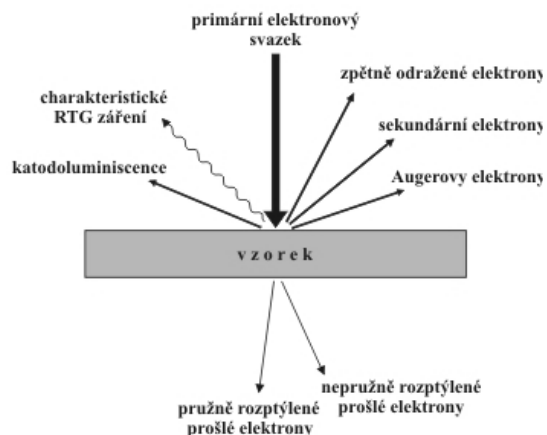 primární elektronový
svazek
zpětně odražené elektrony
charakteristické
RTG záření
sekundární elektrony
katodoluminiscence
Augerovy elektrony
vzorek
nepružně rozptýlené
prošlé elektrony
pružně rozptýlené
prošlé elektrony